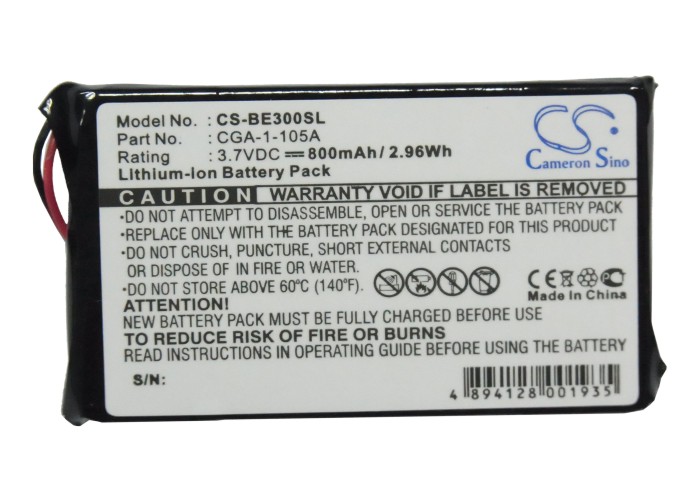 Model No. : CS-BE300SL
Part No. : CGA-1-105A
Rating : 3.7VDC 800mAh/ 2.96Wh
Lithium-Ion Battery Pack
CS
Cameron Sino
CAUTION WARRANTY VOID IF LABEL IS REMOVED
•DO NOT ATTEMPT TO DISASSEMBLE, OPEN OR SERVICE THE BATTERY PACK
•REPLACE WITH THE BATTERY PACK DESIGNATED FOR THIS PRODUCT
•DO NOT CRUSH, PUNCTURE, SHORT EXTERNAL CONTACTS
OR DISPOSE OF IN FIRE OR WATER.
•DO NOT STORE ABOVE 60°C (140°F).
Li-ion
CE
Made In China
ATTENTION!
NEW BATTERY PACK MUST BE FULLY CHARGED BEFORE USE
TO REDUCE RISK OF FIRE OR BURNS
READ INSTRUCTIONS AND OPERATING GUIDE BEFORE USING THE BATTERY
S/N:
4 894128 001935